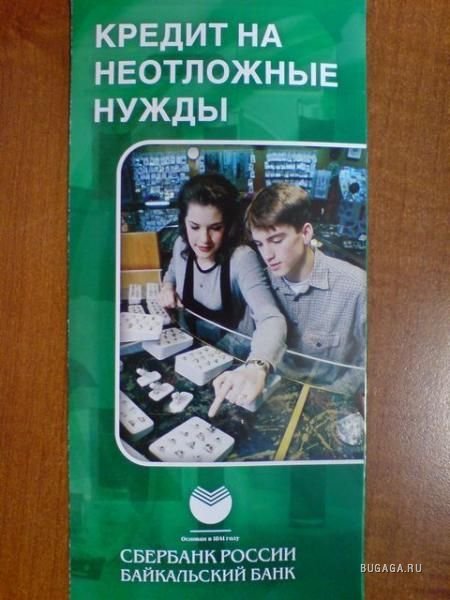 КРЕДИТ НА
НЕОТЛОЖНЫЕ
НУЖДЫ
Основан в 1841 году
СБЕРБАНК РОССИИ
БАЙКАЛЬСКИЙ БАНК
BUGAGA.RU